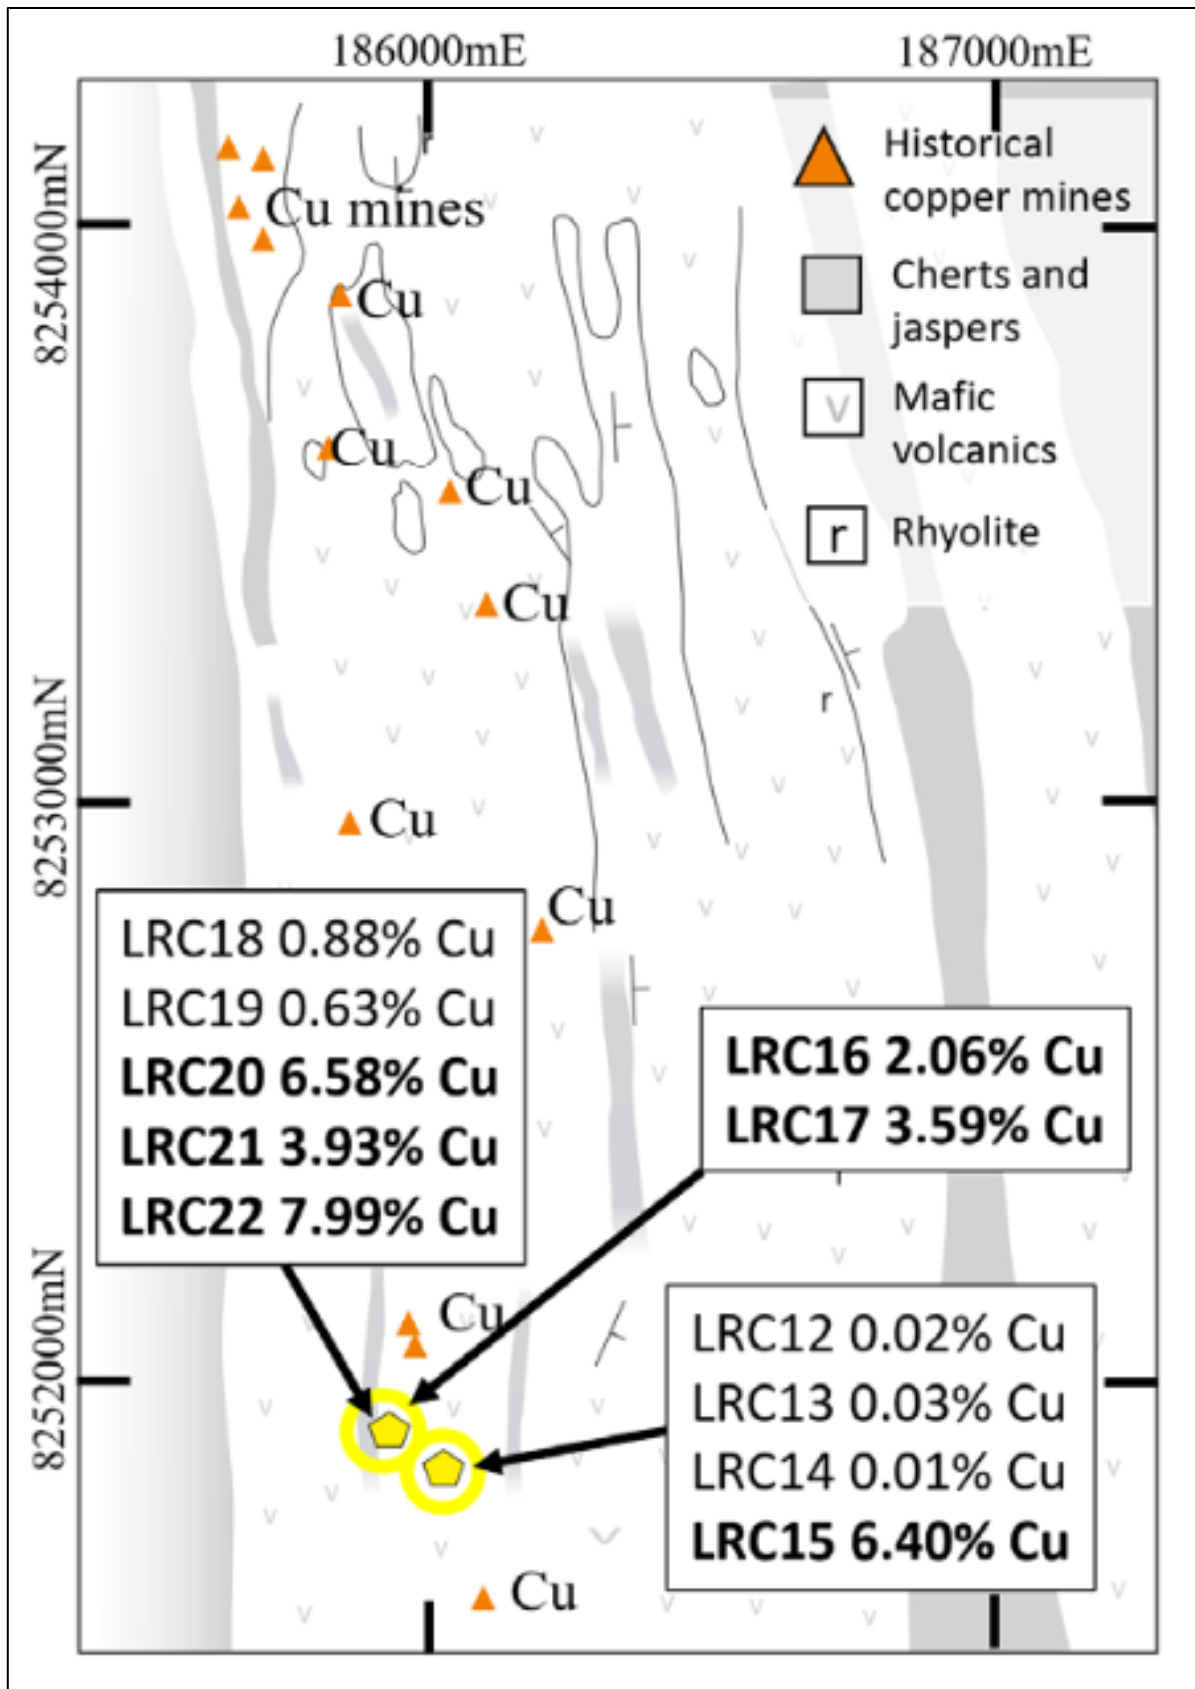 186000mE
187000mE
8254000mN
8253000mN
8252000mN
r
Cu mines
Cu
Cu
Cu
Cu
Cu
Cu
Cu
Cu
r
Historical
copper mines
Cherts and
jaspers
v
Mafic
volcanics
r
Rhyolite
LRC18 0.88% Cu
LRC19 0.63% Cu
LRC20 6.58% Cu
LRC21 3.93% Cu
LRC22 7.99% Cu
LRC16 2.06% Cu
LRC17 3.59% Cu
LRC12 0.02% Cu
LRC13 0.03% Cu
LRC14 0.01% Cu
LRC15 6.40% Cu